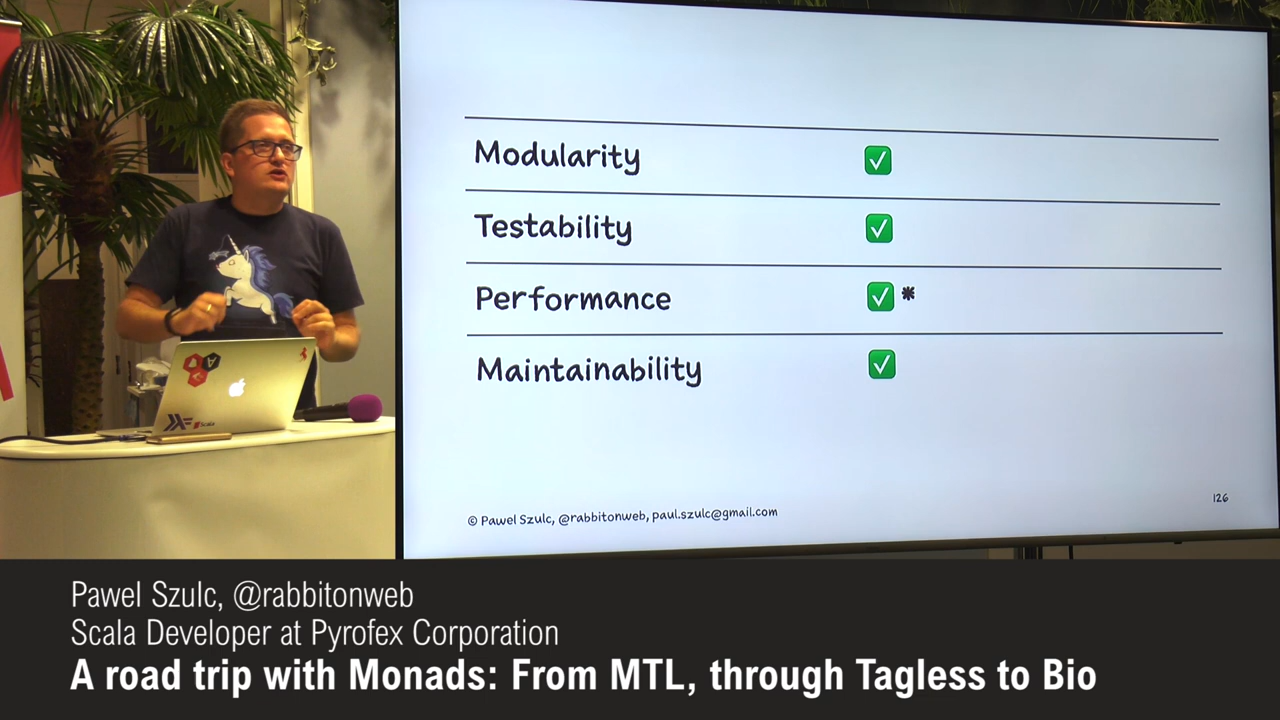 Modularity ✅
Testability ✅
Performance ✅ *
Maintainability ✅
126
© Pawel Szulc, @rabbitonweb, paul.szulc@gmail.com
Scala
Pawel Szulc, @rabbitonweb
Scala Developer at Pyrofex Corporation
A road trip with Monads: From MTL, through Tagless to Bio